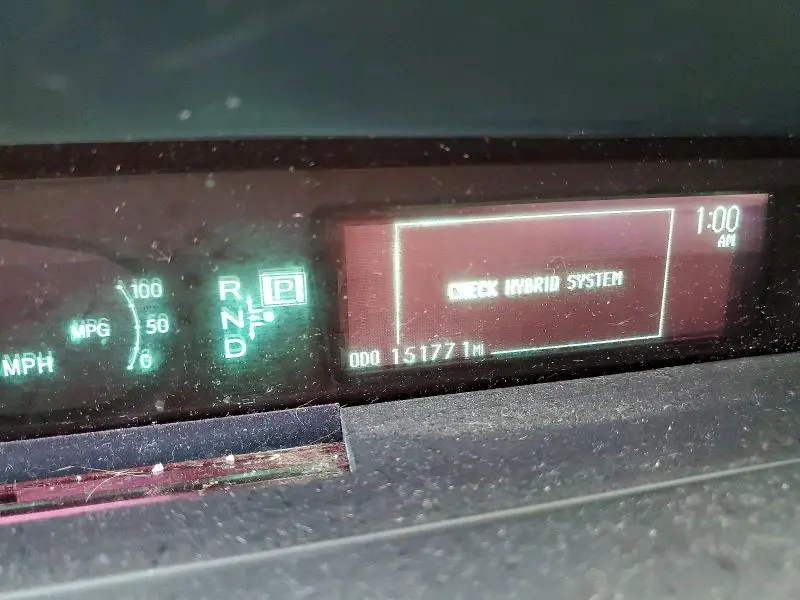 100
MPG
50
MPH
0
R
P
N
D
1:00
AM
CHECK HYBRID SYSTEM
ODO 151771 MI